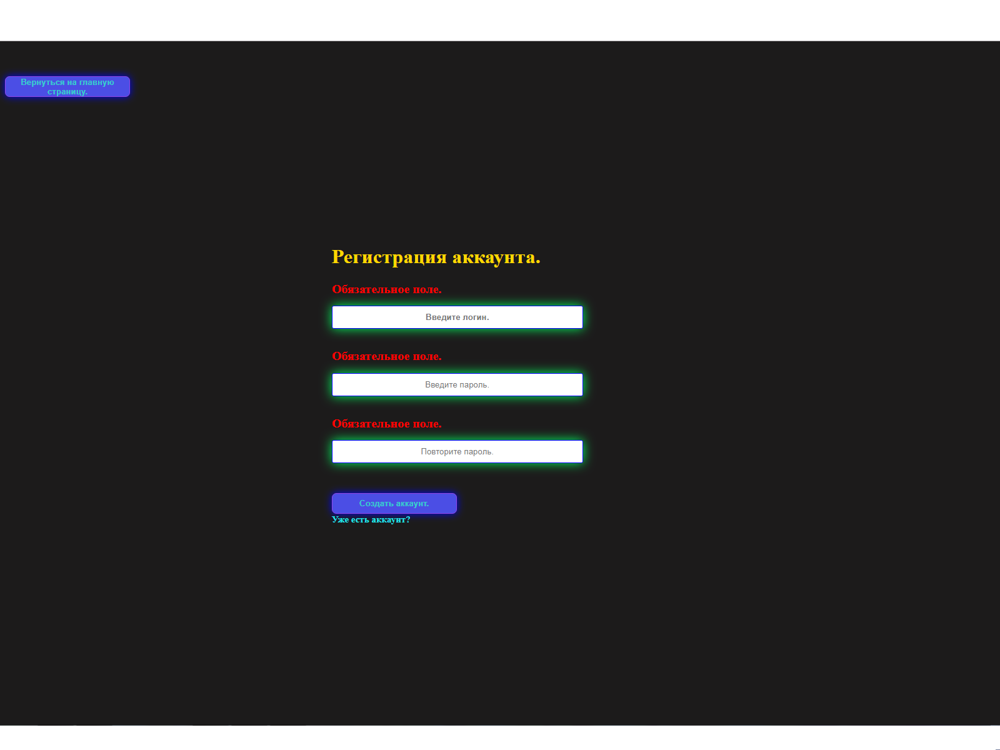 Вернуться на главную
страницу.
Регистрация аккаунта.
Обязательное поле.
Введите логин.
Обязательное поле.
Введите пароль.
Обязательное поле.
Повторите пароль.
Создать аккаунт.
Уже есть аккаунт?